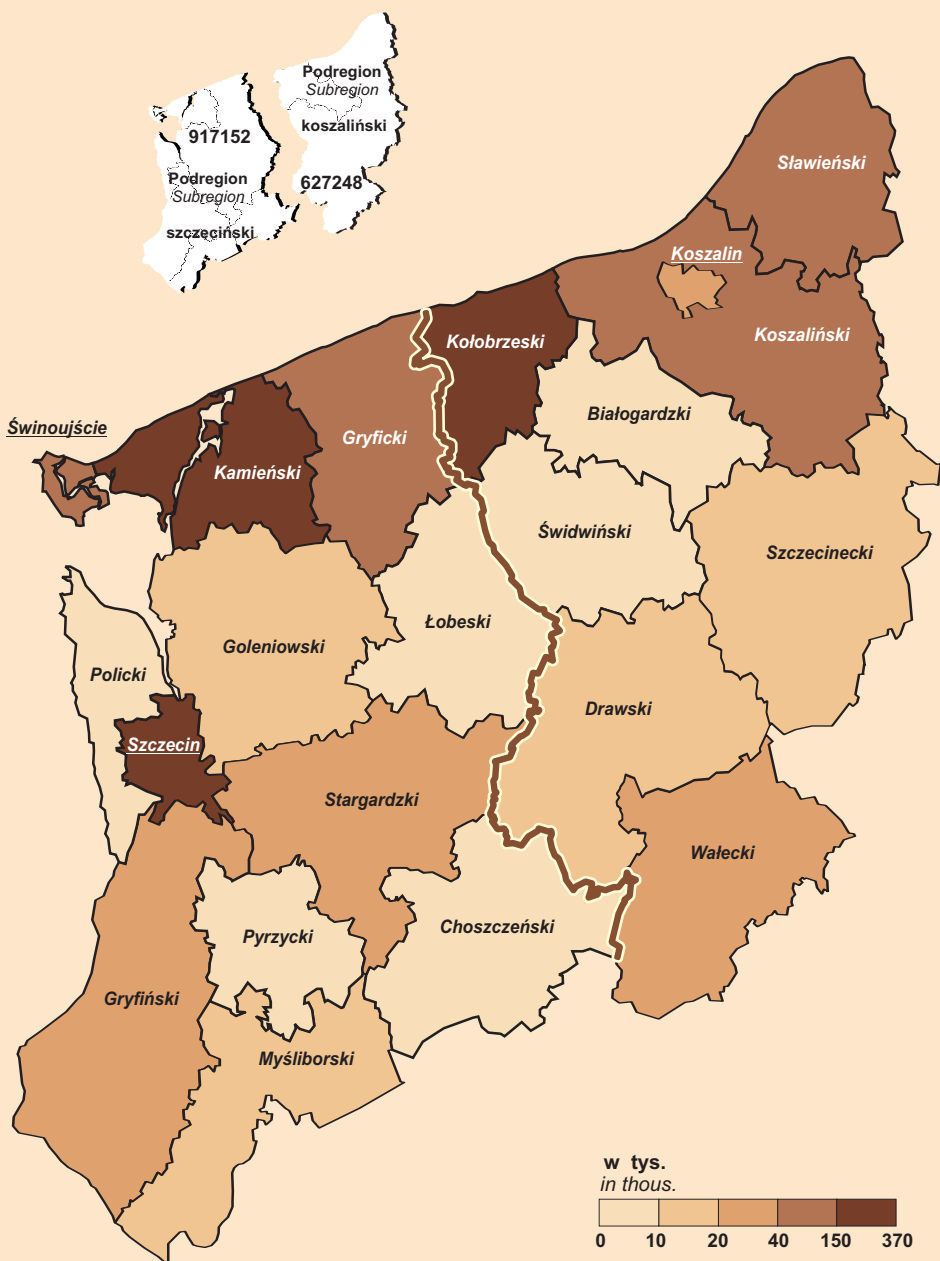 Podregion
Subregion
koszaliński
627248
917152
Podregion
Subregion
szczeciński
Sławieński
Koszalin
Koszaliński
Kołobrzeski
Białogardzki
Świnoujście
Gryficki
Kamieński
Świdwiński
Szczecinecki
Łobeski
Goleniowski
Policki
Drawski
Szczecin
Stargardzki
Wałecki
Choszczeński
Pyrzycki
Gryfiński
Myśliborski
w tys.
in thous.
0 10 20 40 150 370